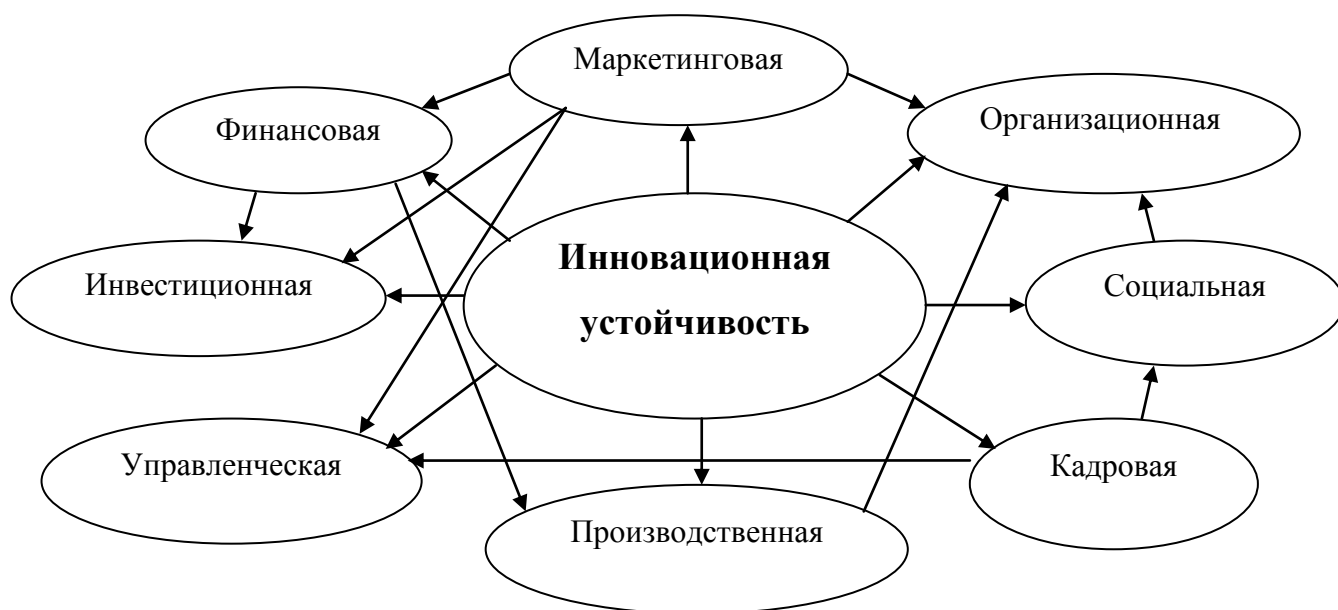 Маркетинговая
Финансовая
Организационная
Инновационная
устойчивость
Инвестиционная
Социальная
Управленческая
Кадровая
Производственная